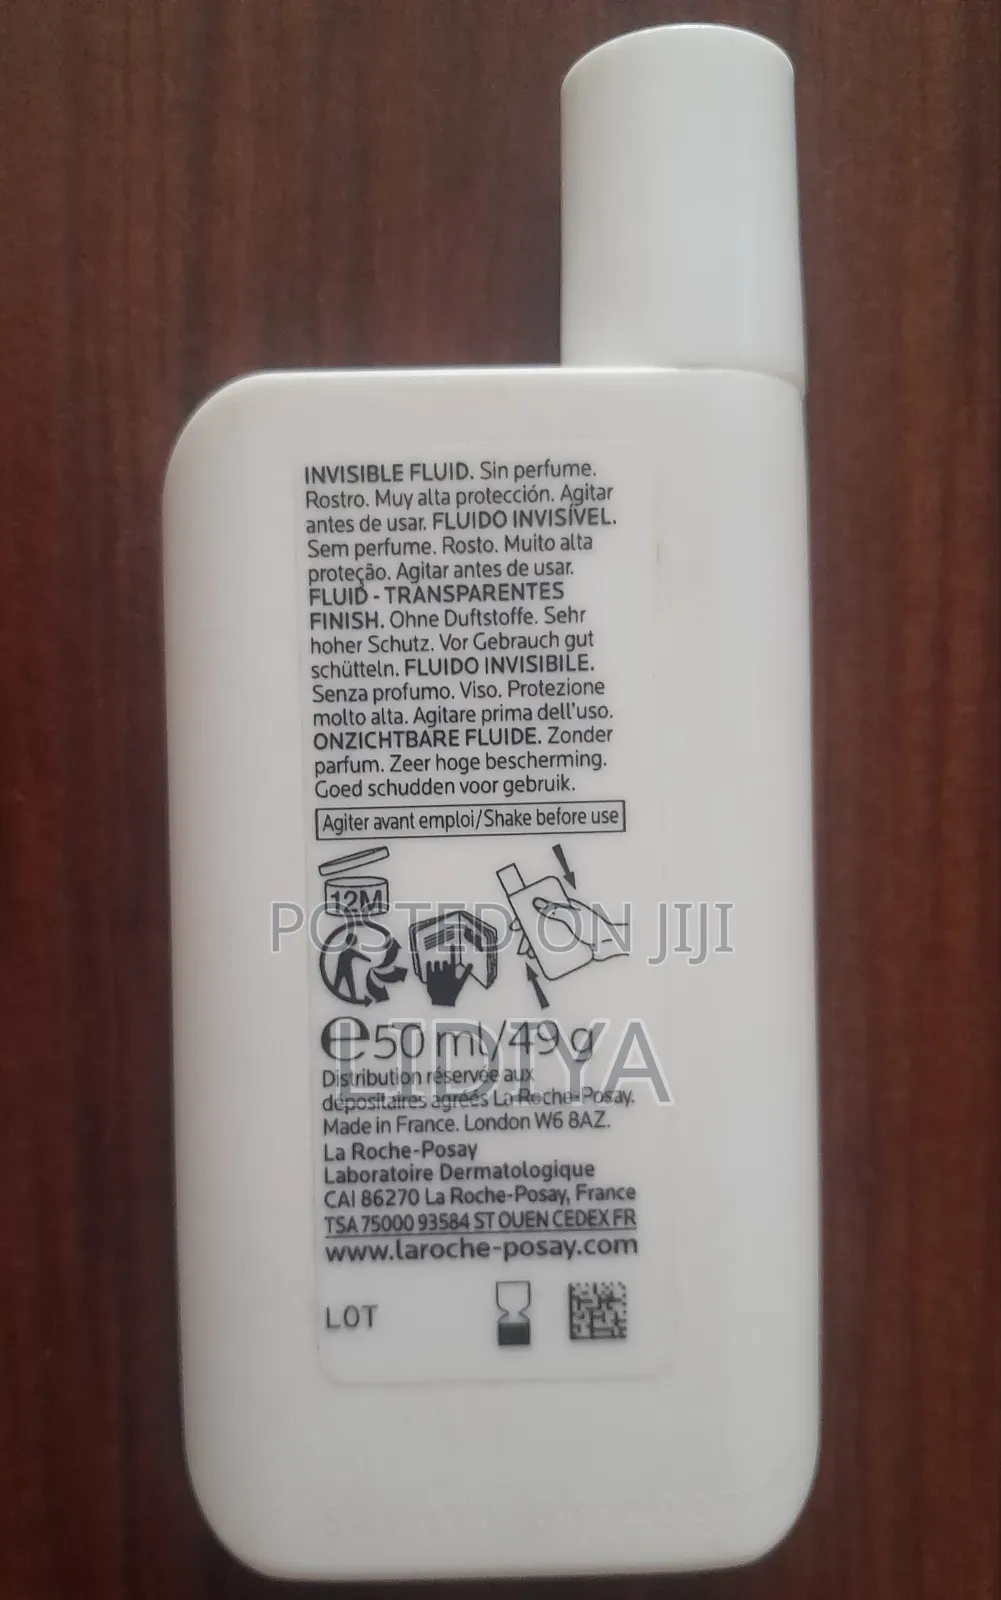 INVISIBLE FLUID. Sin perfume.
Rostro. Muy alta protección. Agitar
antes de usar. FLUIDO INVISÍVEL.
Sem perfume. Rosto. Muito alta
proteção. Agitar antes de usar.
FLUID - TRANSPARENTES
FINISH. Ohne Duftstoffe. Sehr
hoher Schutz. Vor Gebrauch gut
schütteln. FLUIDO INVISIBILE.
Senza profumo. Viso. Protezione
molto alta. Agitare prima dell'uso.
ONZICHTBARE FLUIDE. Zonder
parfum. Zeer hoge bescherming.
Goed schudden voor gebruik.
Agiter avant emploi/Shake before use
12M
POSTED ON JIJI
℮50 ml/49 g
LIDIYA
Distribution réservée aux
dépositaires agréés La Roche-Posay.
Made in France. London W6 8AZ.
La Roche-Posay
Laboratoire Dermatologique
CAI 86270 La Roche-Posay, France
TSA 75000 93584 ST OUEN CEDEX FR
www.laroche-posay.com
LOT